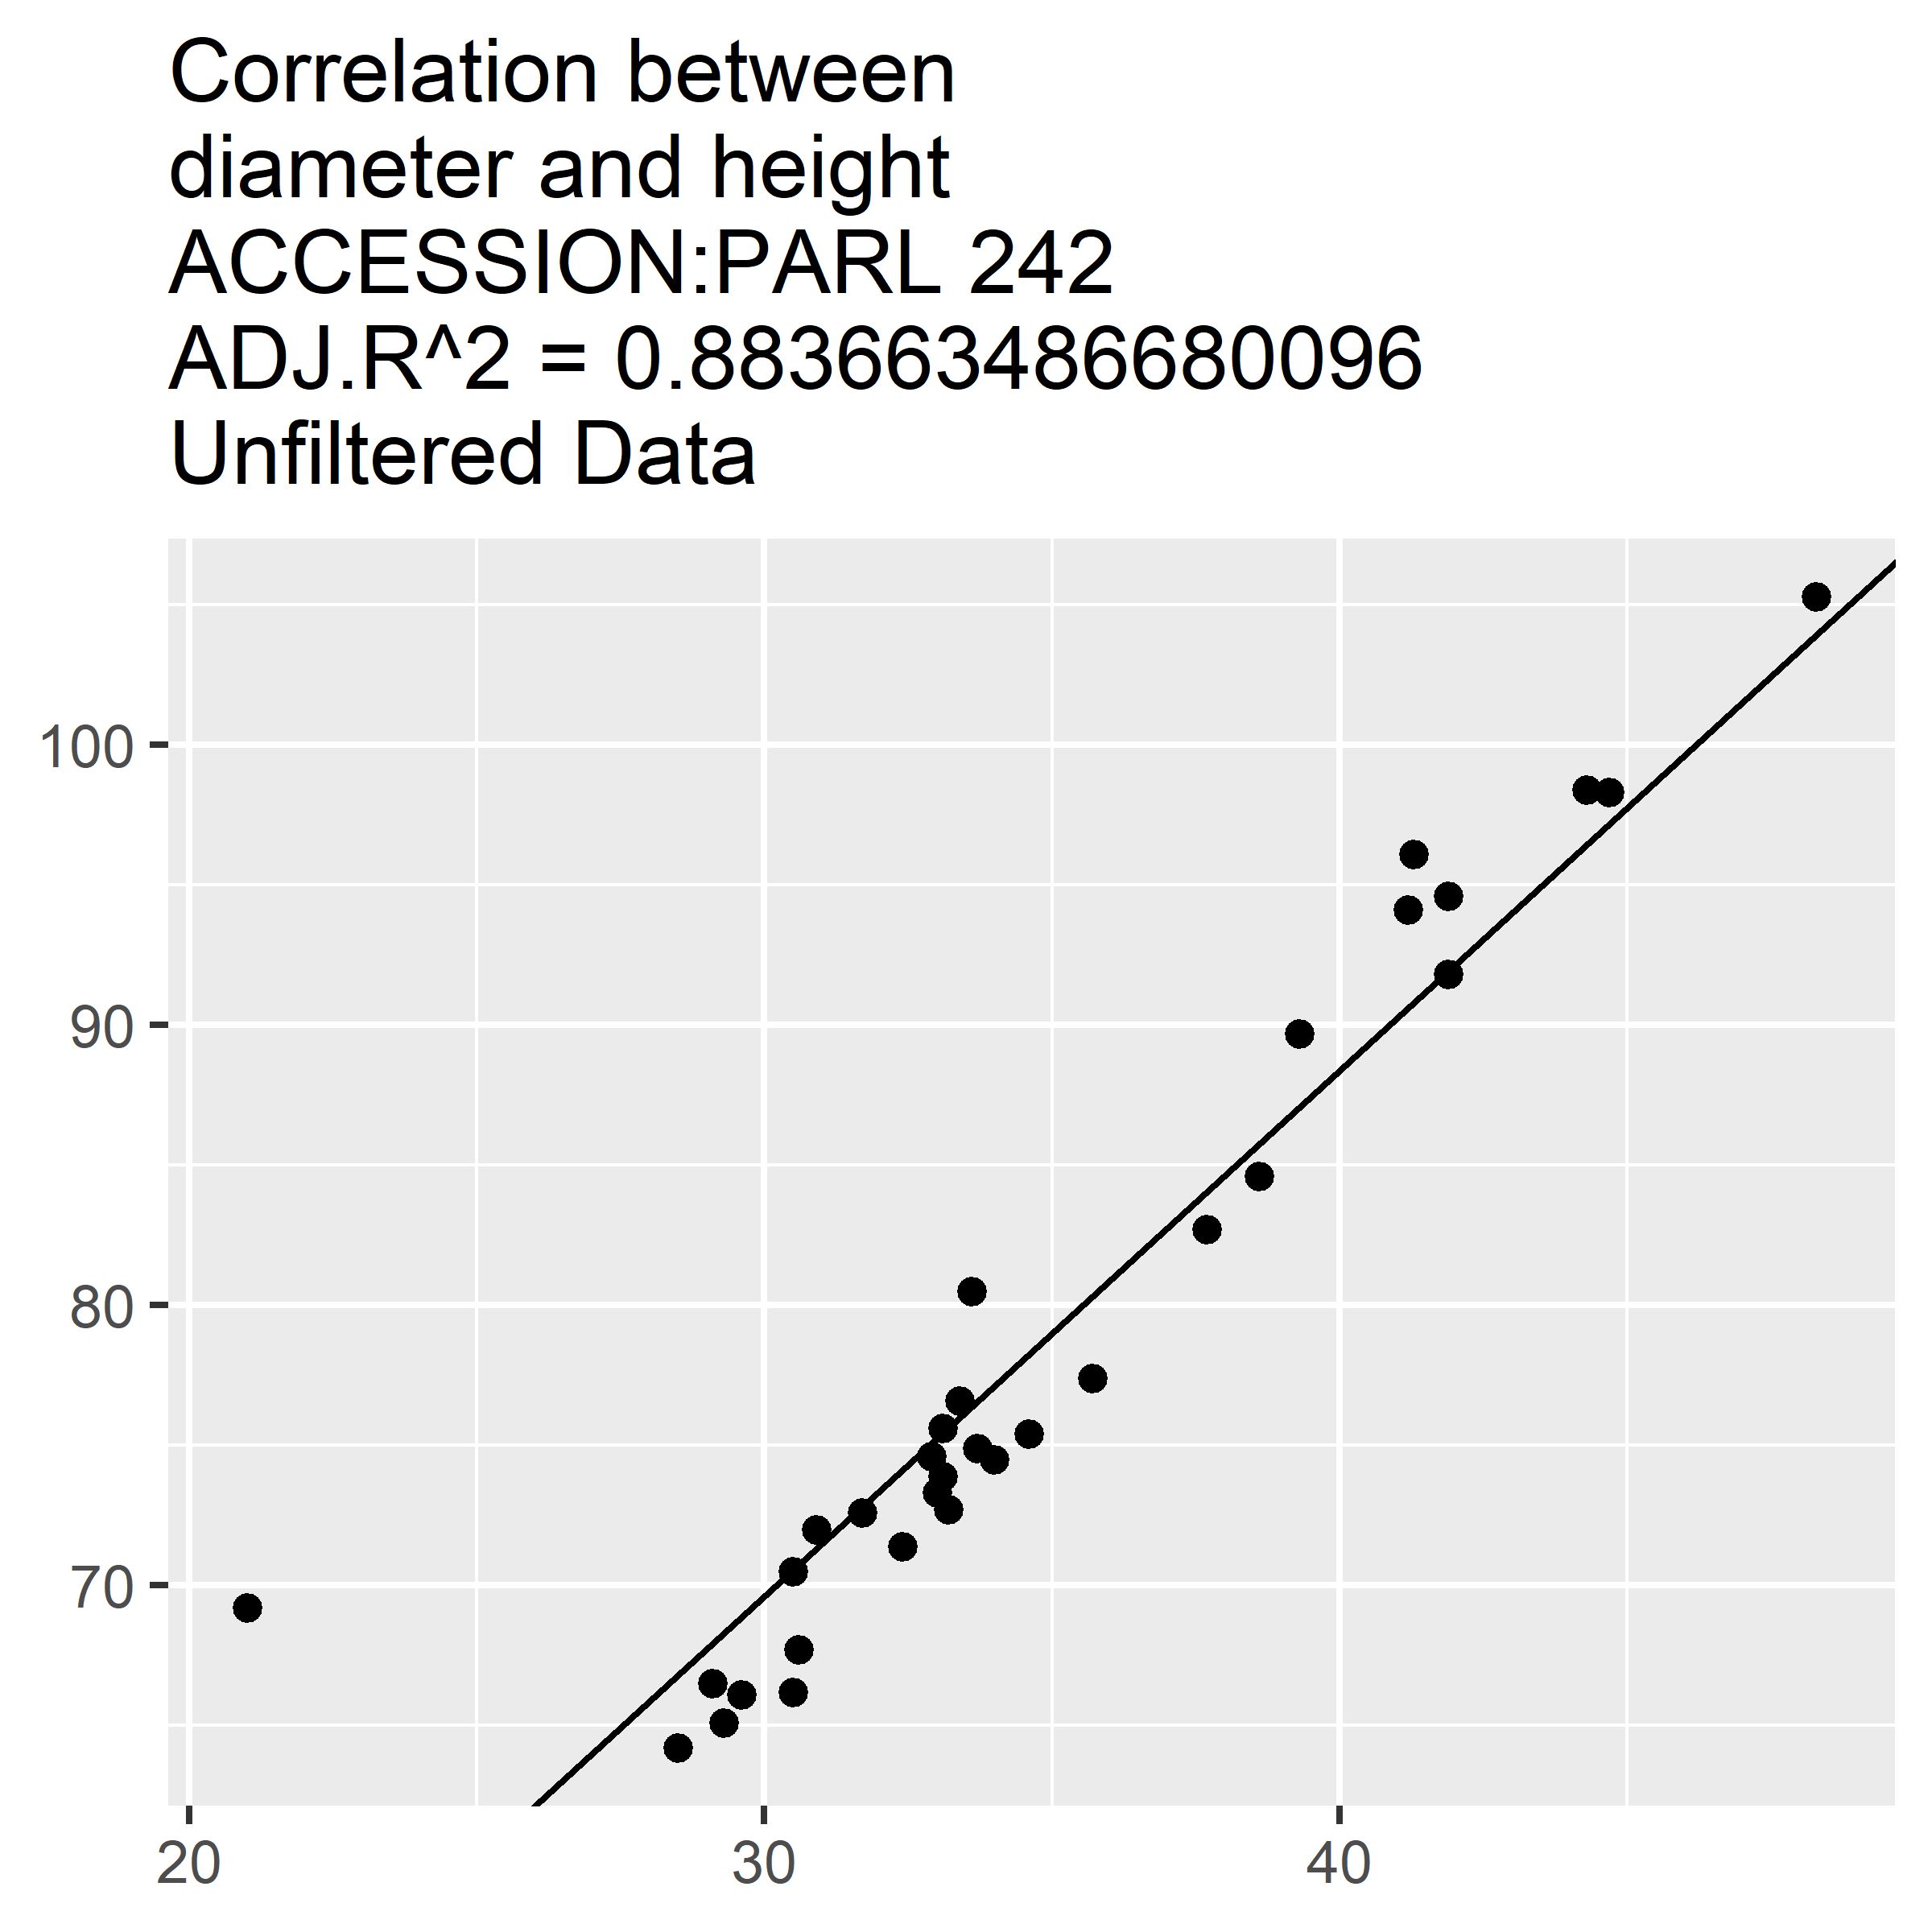 Correlation between
diameter and height
ACCESSION:PARL 242
ADJ.R^2 = 0.883663486680096
Unfiltered Data
100
90
80
70
20 30 40